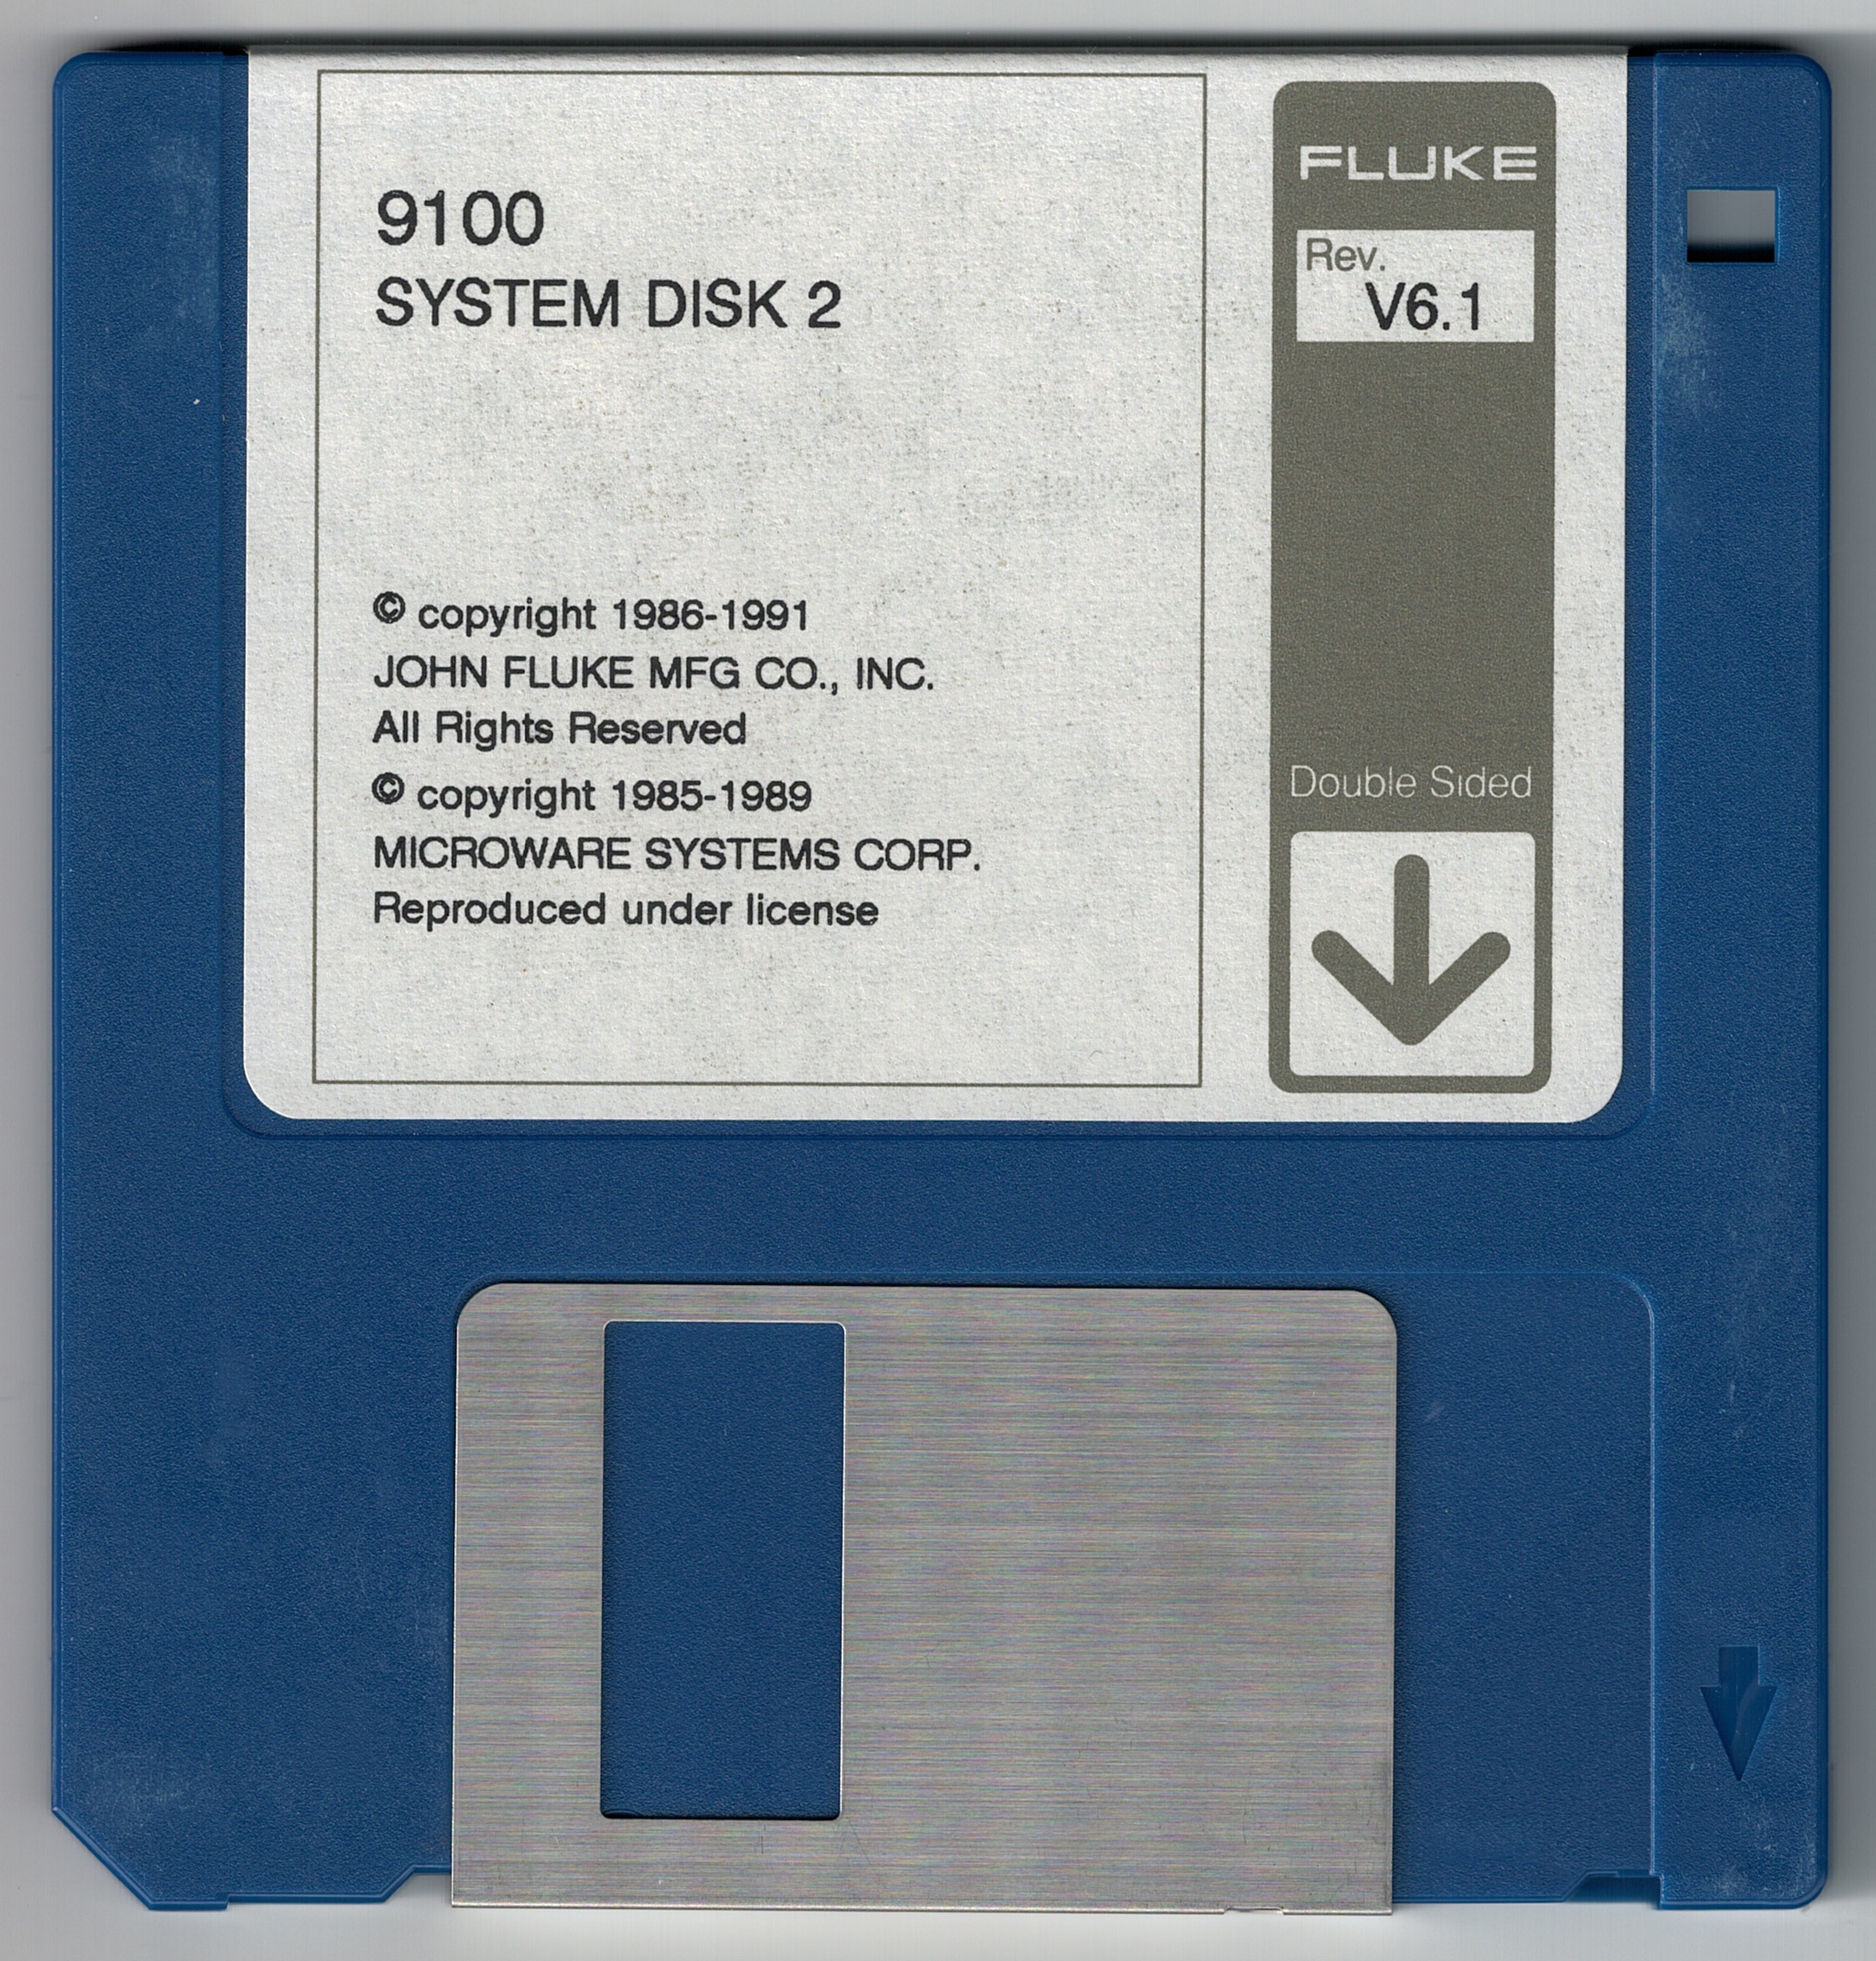 9100
SYSTEM DISK 2
© copyright 1986-1991
JOHN FLUKE MFG CO., INC.
All Rights Reserved
© copyright 1985-1989
MICROWARE SYSTEMS CORP.
Reproduced under license
FLUKE
Rev.
V6.1
Double Sided